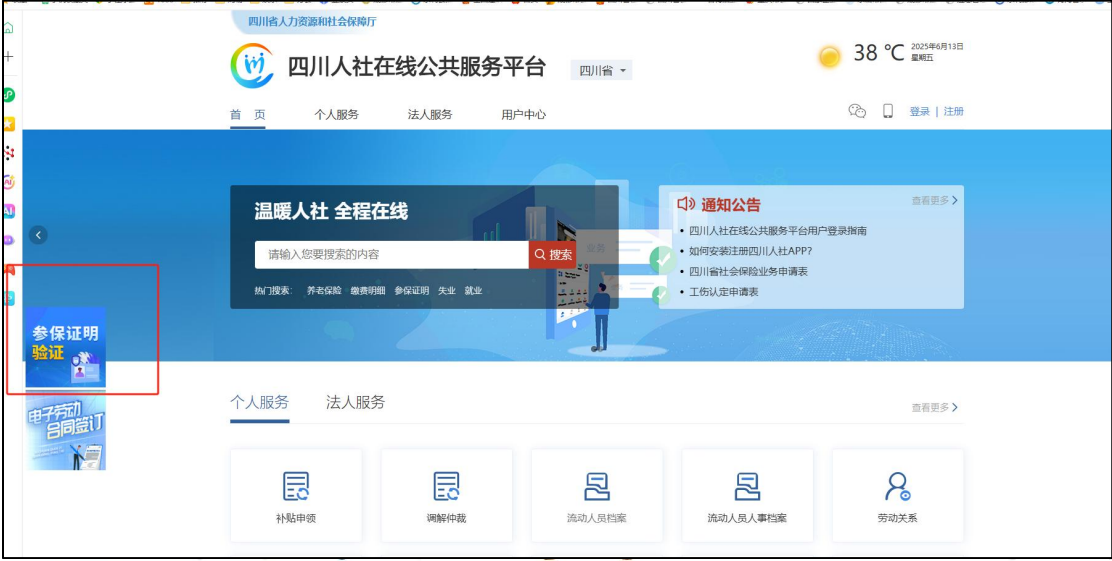 四川省人力资源和社会保障厅
四川人社在线公共服务平台
四川省
38 ℃
2025年6月13日
星期五
首 页
个人服务
法人服务
用户中心
登录 | 注册
温暖人社 全程在线
请输入您要搜索的内容
搜索
热门搜索: 养老保险 缴费明细 参保证明 失业 就业
通知公告
查看更多
四川人社在线公共服务平台用户登录指南
如何安装注册四川人社APP?
四川省社会保险业务申请表
工伤认定申请表
参保证明
验证
电子劳动
合同签订
个人服务
法人服务
查看更多
补贴申领
调解仲裁
流动人员档案
流动人员人事档案
劳动关系